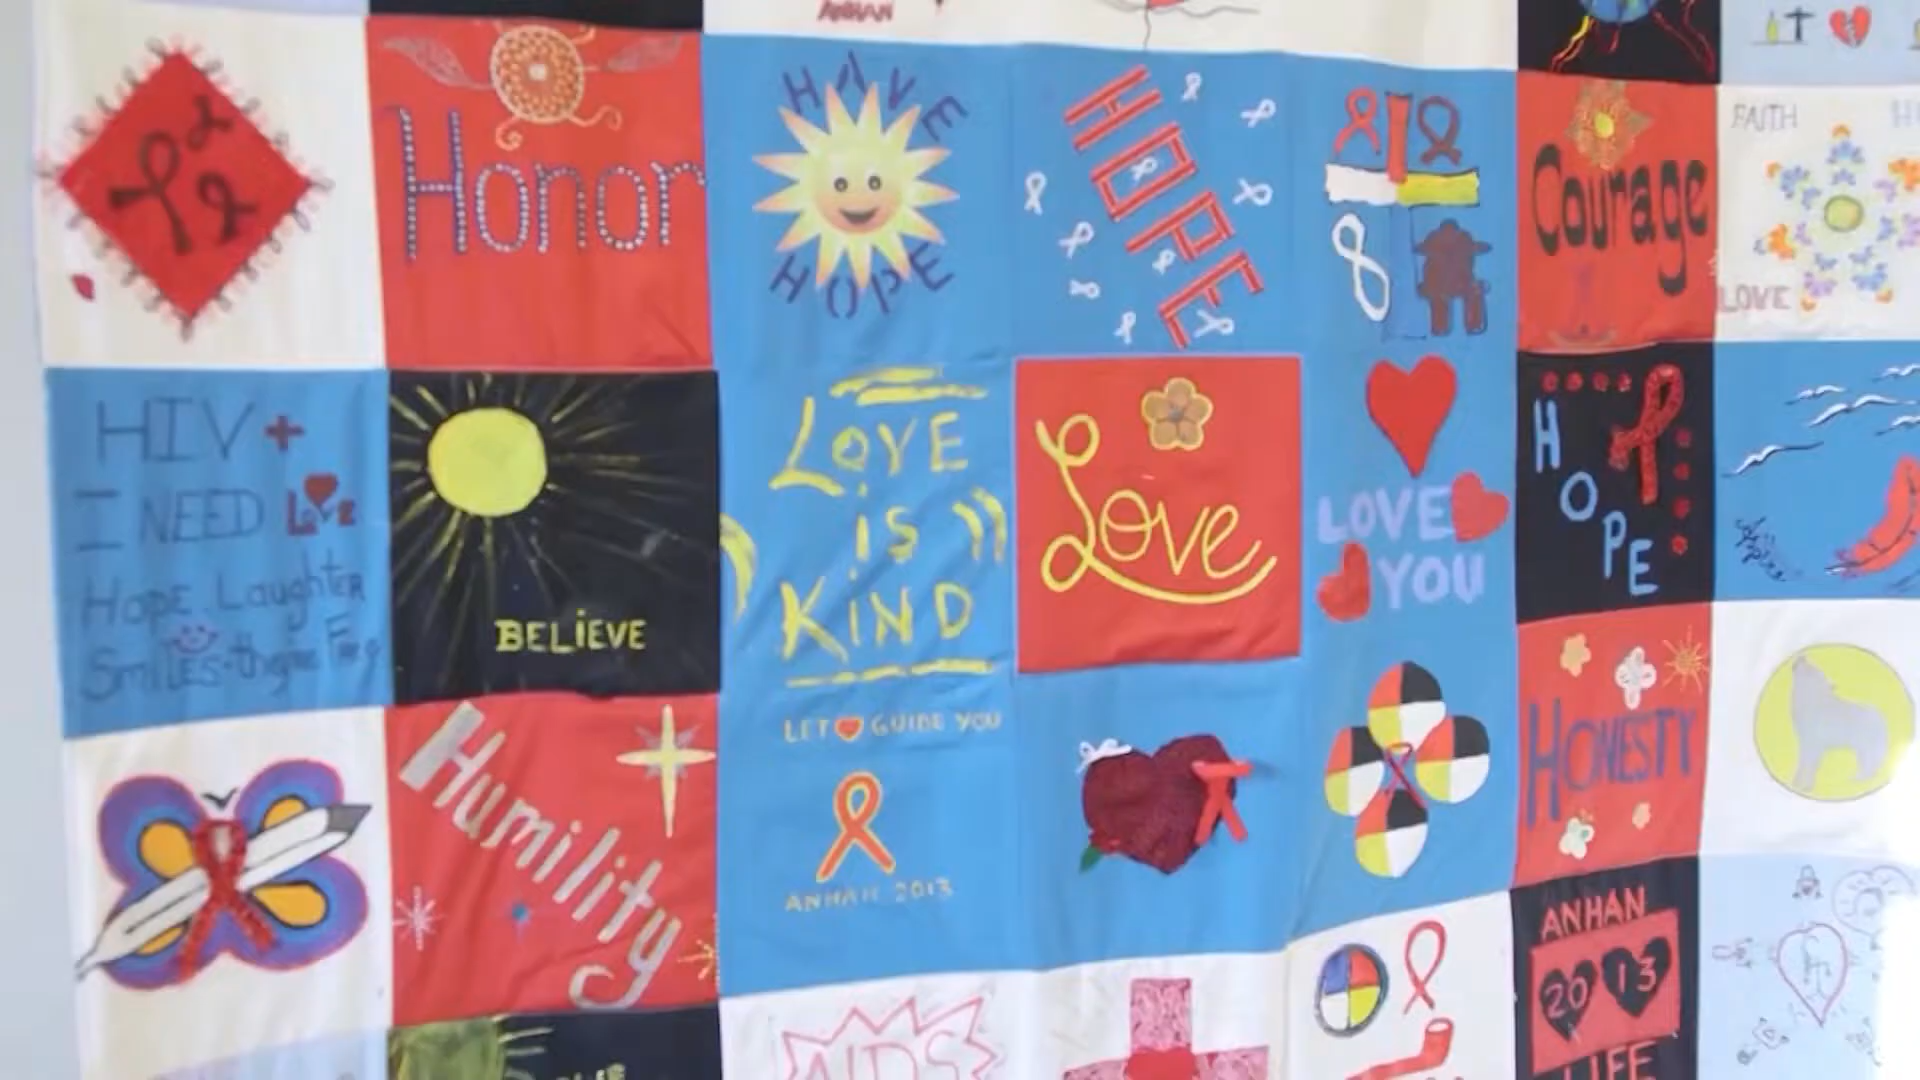 ANHAN
Honor
HAVE
HOPE
HOPE
Courage
FAITH
LOVE
HIV+
I NEED Love
Hope. Laughter
Smiles
BELiEVE
LOVE
iS
KiND
Love
LOVE
YOU
HOPE
Humility
LET GUIDE YOU
ANHAN 2013
HONESTY
AIDS
ANHAN
2013
LIFE